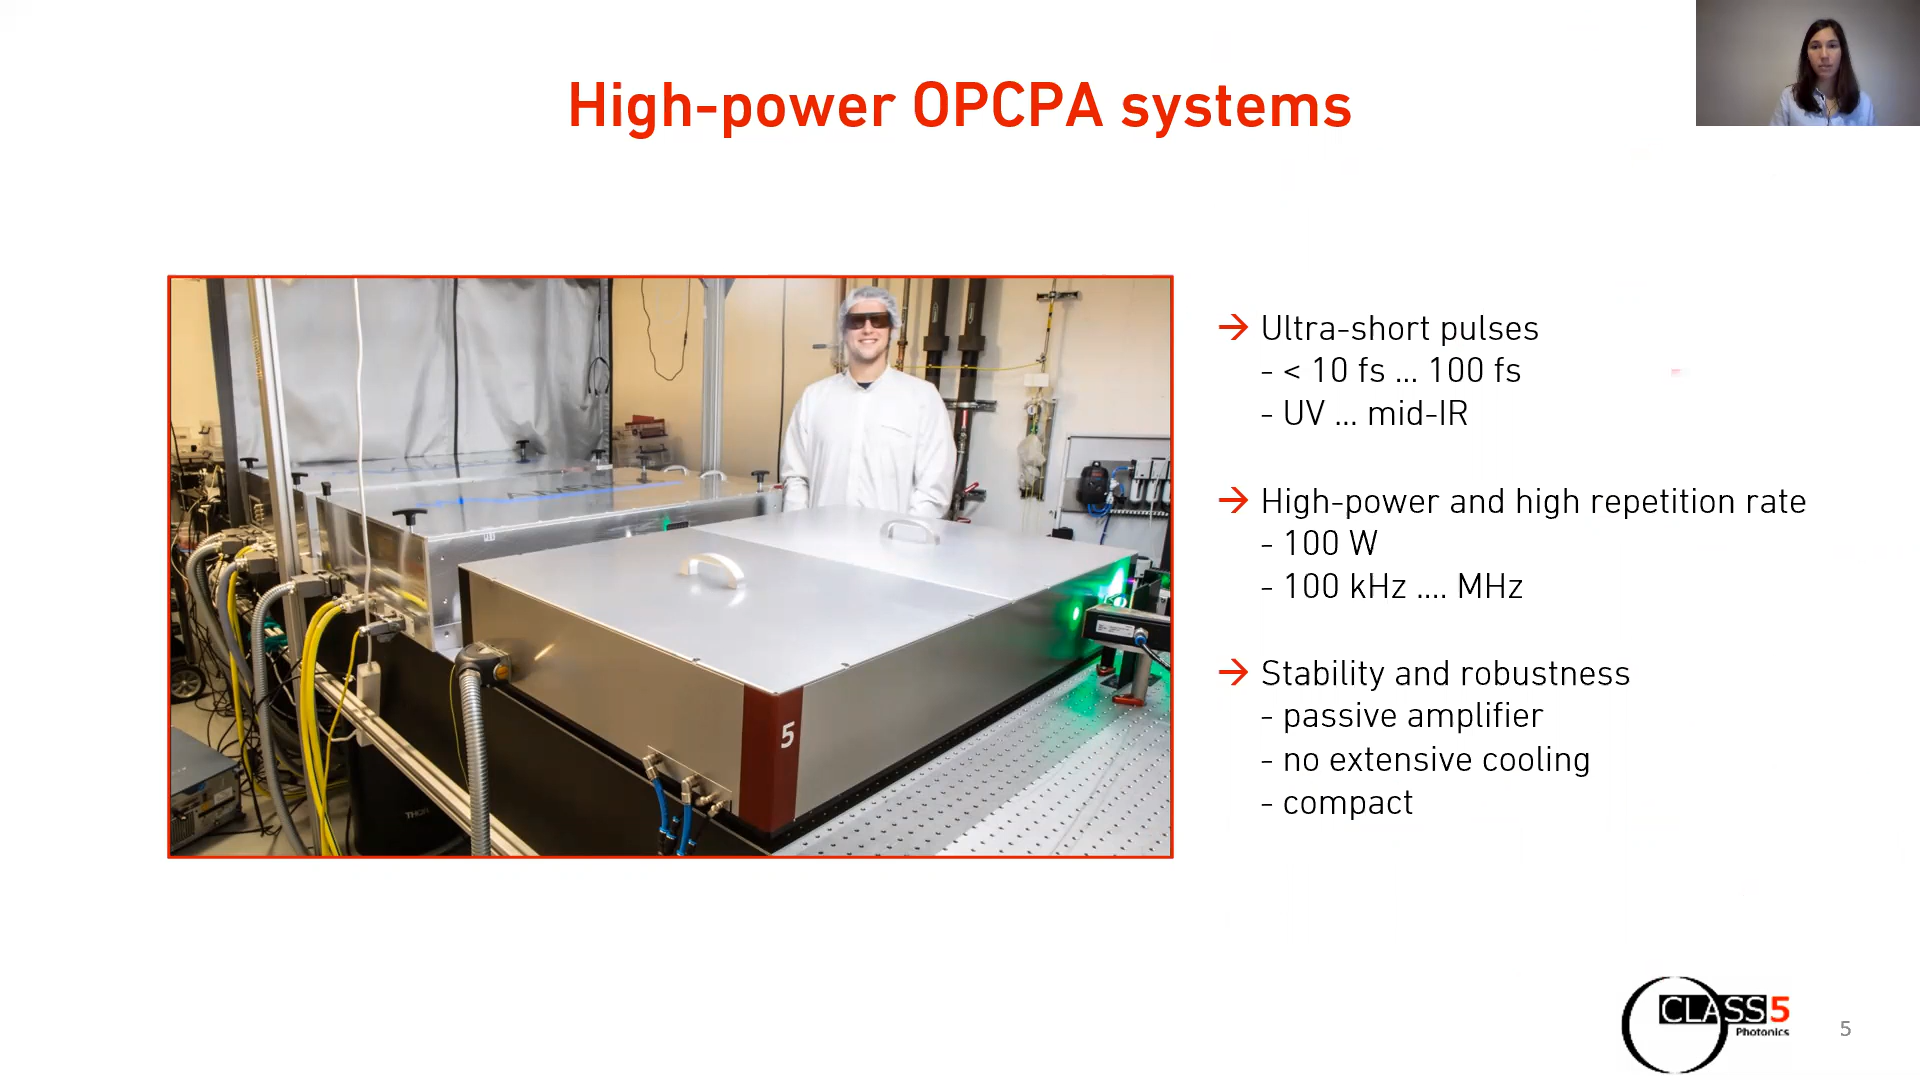 High-power OPCPA systems
→ Ultra-short pulses
- < 10 fs ... 100 fs
- UV ... mid-IR
→ High-power and high repetition rate
- 100 W
- 100 kHz .... MHz
→ Stability and robustness
- passive amplifier
- no extensive cooling
- compact
5
CLASS5
Photonics
5